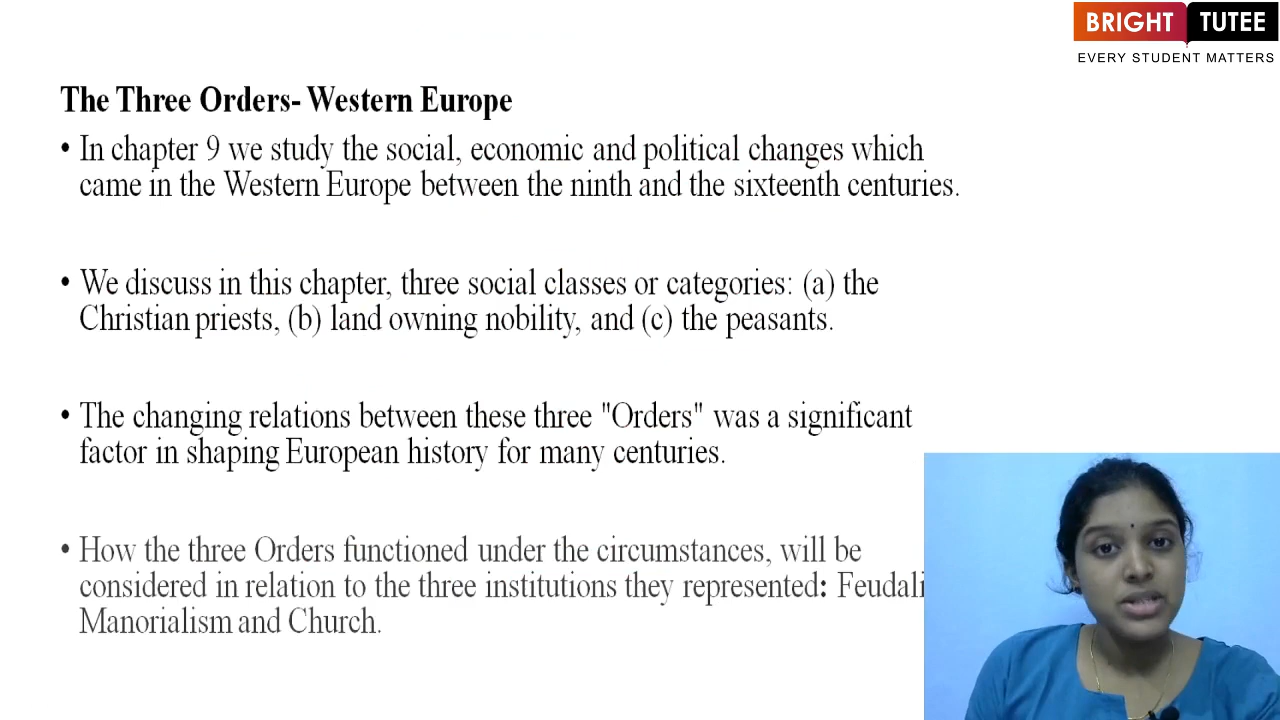 BRIGHT TUTEE
EVERY STUDENT MATTERS
The Three Orders- Western Europe
• In chapter 9 we study the social, economic and political changes which
came in the Western Europe between the ninth and the sixteenth centuries.
• We discuss in this chapter, three social classes or categories: (a) the
Christian priests, (b) land owning nobility, and (c) the peasants.
• The changing relations between these three "Orders" was a significant
factor in shaping European history for many centuries.
• How the three Orders functioned under the circumstances, will be
considered in relation to the three institutions they represented: Feudali
Manorialism and Church.